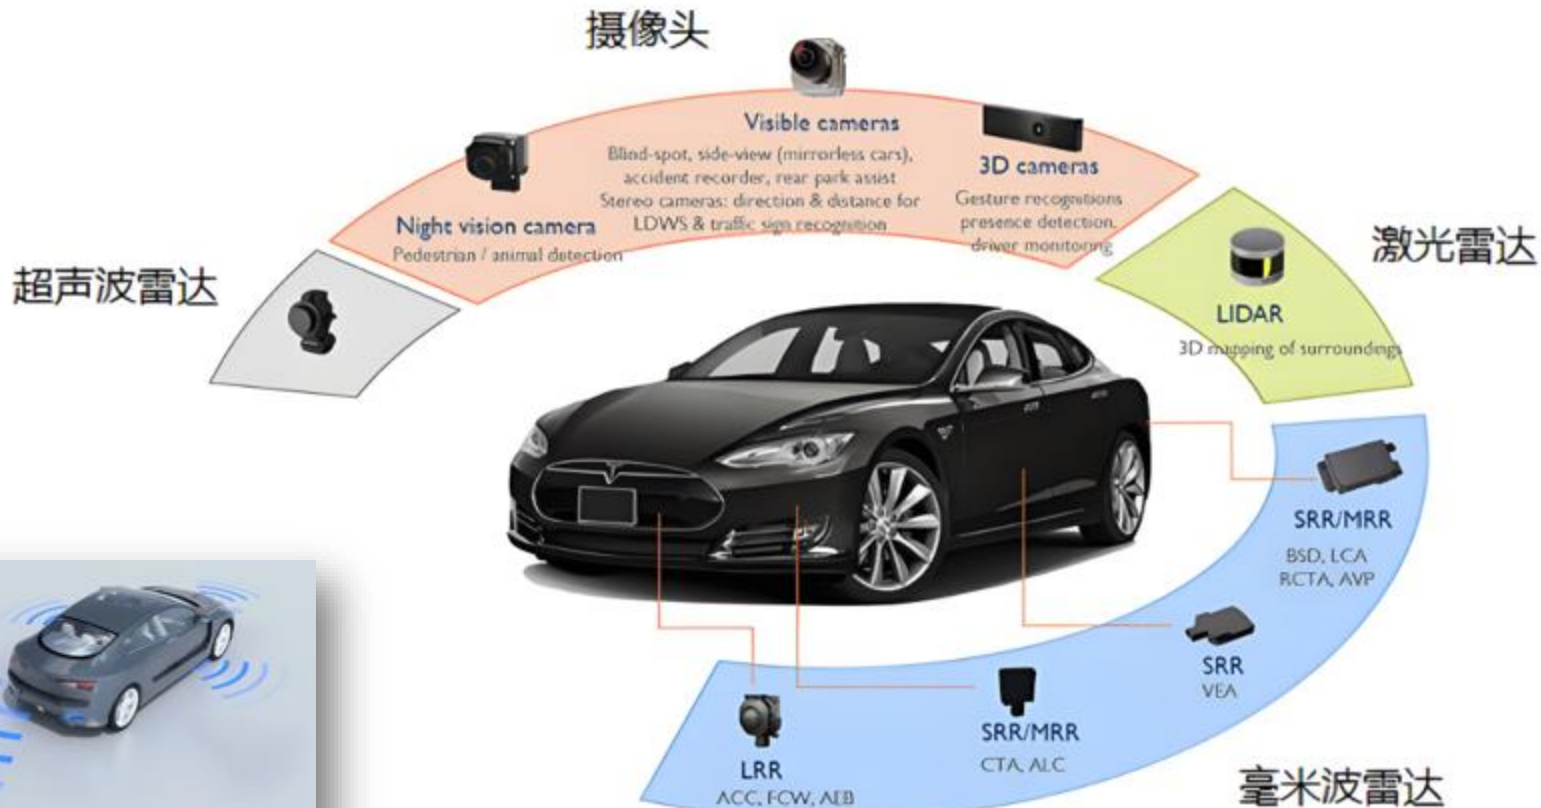 摄像头
Visible cameras
Blind-spot, side-view (mirrorless cars),
accident recorder, rear park assist
Stereo cameras: direction & distance for
LDWS & traffic sign recognition
3D cameras
Gesture recognitions
presence detection,
driver monitoring
Night vision camera
Pedestrian / animal detection
超声波雷达
激光雷达
LIDAR
3D mapping of surroundings
SRR/MRR
BSD, LCA
RCTA, AVP
SRR
VEA
SRR/MRR
CTA, ALC
LRR
ACC, FCW, AEB
毫米波雷达